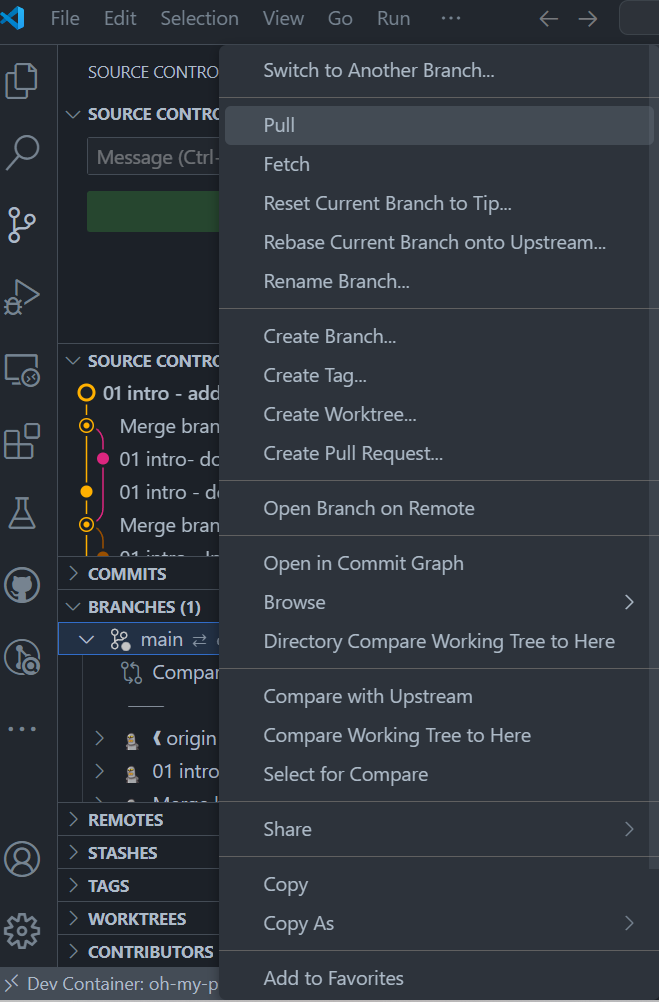 File Edit Selection View Go Run ...
SOURCE CONTRO
SOURCE CONTRO
Message (Ctrl-
SOURCE CONTRO
01 intro - add
Merge bran
01 intro- do
01 intro - de
Merge bran
COMMITS
BRANCHES (1)
main
Compar
origin
01 intro
REMOTES
STASHES
TAGS
WORKTREES
CONTRIBUTORS
Dev Container: oh-my-p
Switch to Another Branch...
Pull
Fetch
Reset Current Branch to Tip...
Rebase Current Branch onto Upstream...
Rename Branch...
Create Branch...
Create Tag...
Create Worktree...
Create Pull Request...
Open Branch on Remote
Open in Commit Graph
Browse
Directory Compare Working Tree to Here
Compare with Upstream
Compare Working Tree to Here
Select for Compare
Share
Copy
Copy As
Add to Favorites